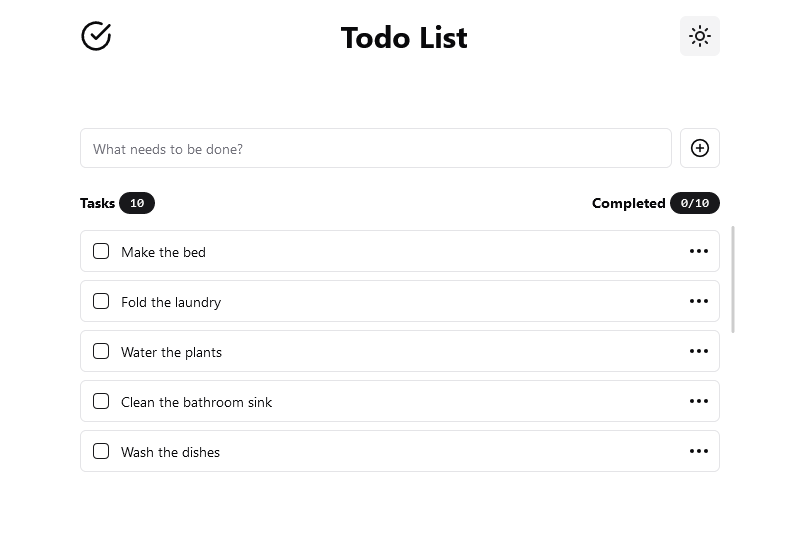 Todo List
What needs to be done?
Tasks 10 Completed 0/10
Make the bed
Fold the laundry
Water the plants
Clean the bathroom sink
Wash the dishes